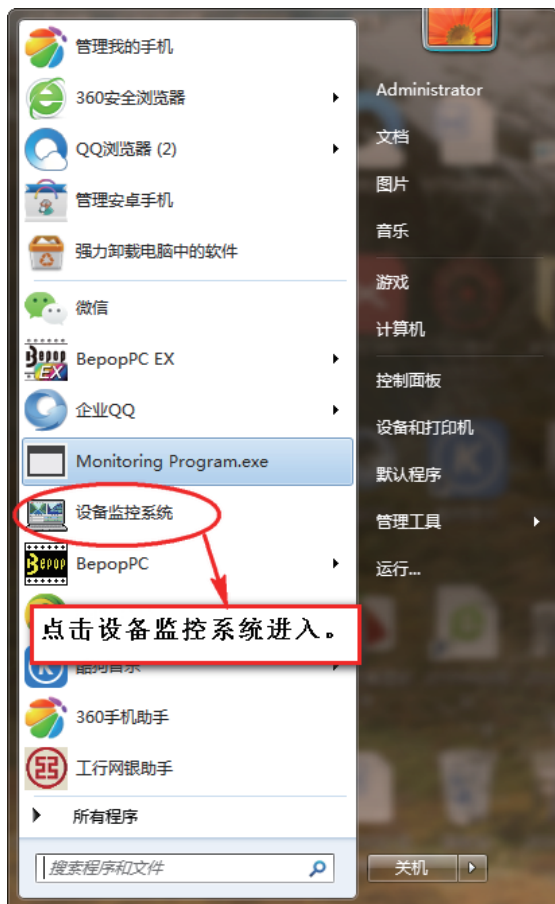 管理我的手机
360安全浏览器
QQ浏览器 (2)
管理安卓手机
强力卸载电脑中的软件
微信
BepopPC EX
企业QQ
Monitoring Program.exe
设备监控系统
BepopPC
点击设备监控系统进入。
酷狗音乐
360手机助手
工行网银助手
所有程序
搜索程序和文件
Administrator
文档
图片
音乐
游戏
计算机
控制面板
设备和打印机
默认程序
管理工具
运行...
关机